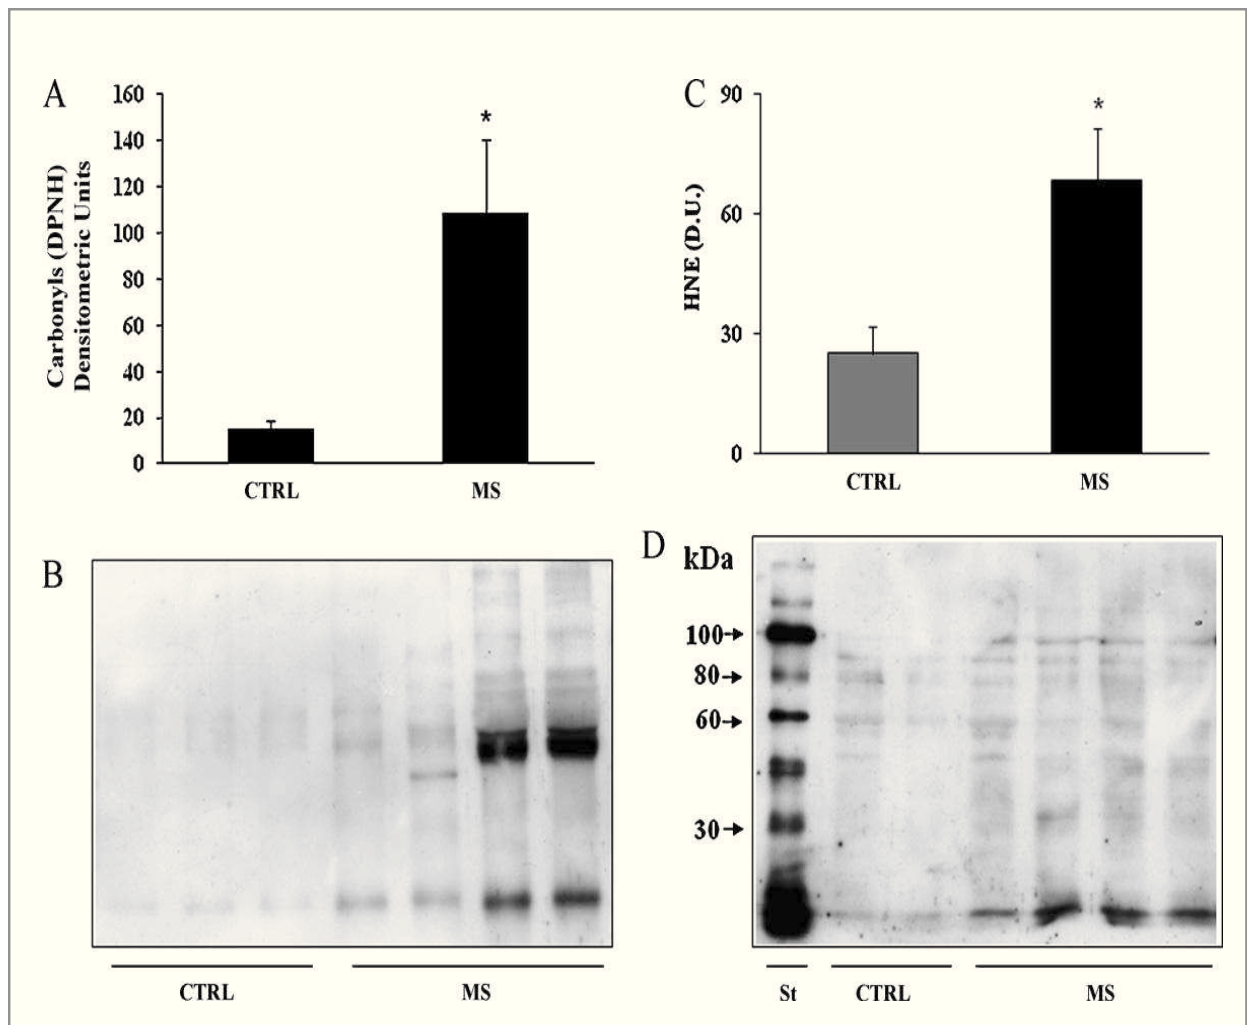 A
160
140
120
100
80
60
40
20
0
Carbonyls (DPNH)
Densitometric Units
*
CTRL
MS
C
90
60
30
0
HNE (D.U.)
*
CTRL
MS
B
CTRL
MS
D
kDa
100
80
60
30
St
CTRL
MS